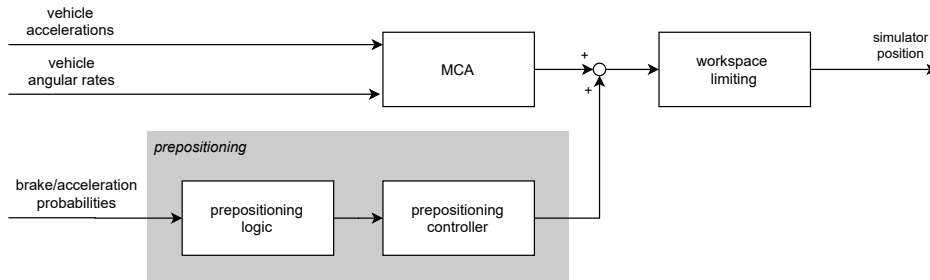 vehicle
accelerations
vehicle
angular rates
MCA
+
+
workspace
limiting
simulator
position
prepositioning
brake/acceleration
probabilities
prepositioning
logic
prepositioning
controller